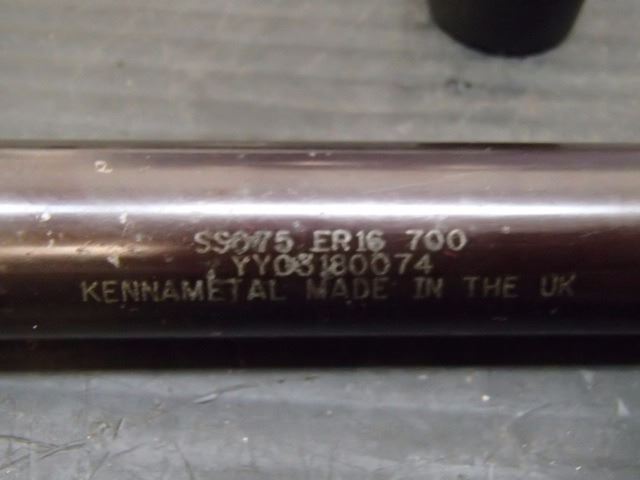 SS075 ER16 700
YY03180074
KENNAMETAL MADE IN THE UK